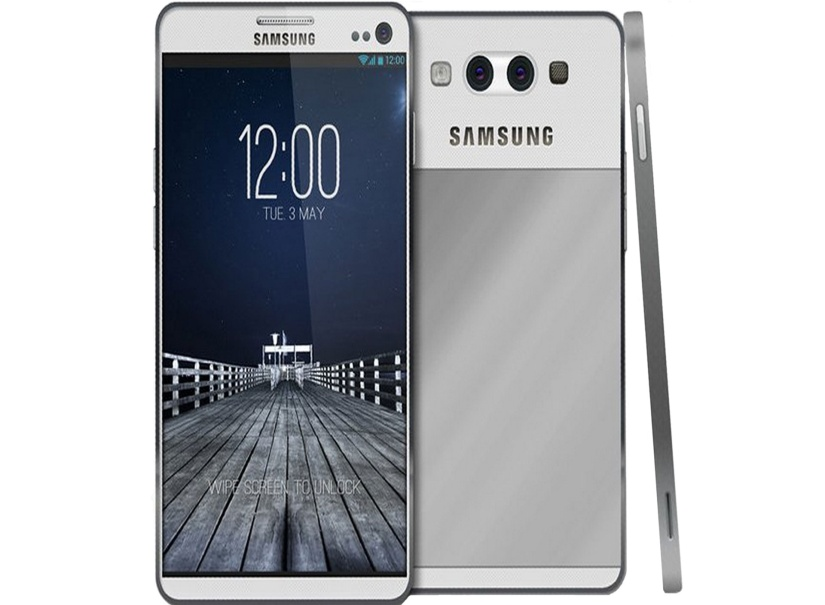 SAMSUNG
12:00
12:00
TUE. 3 MAY
WIPE SCREEN TO UNLOCK
SAMSUNG